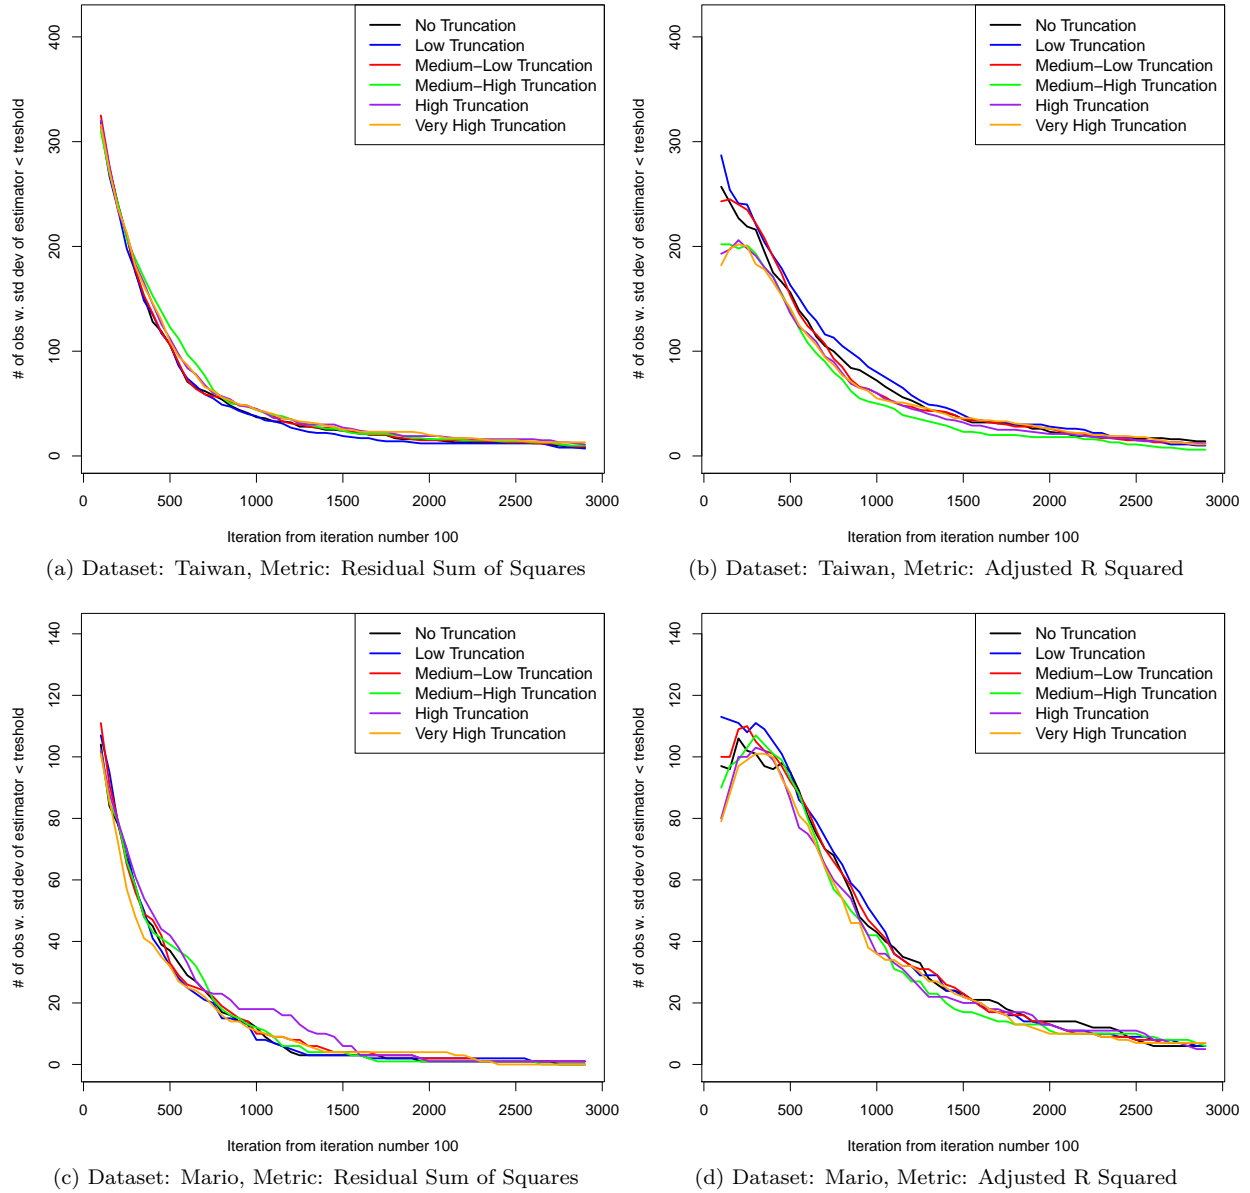 # of obs w. std dev of estimator < treshold
0
100
200
300
400
No Truncation
Low Truncation
Medium−Low Truncation
Medium−High Truncation
High Truncation
Very High Truncation
0 500 1000 1500 2000 2500 3000
Iteration from iteration number 100
(a) Dataset: Taiwan, Metric: Residual Sum of Squares
# of obs w. std dev of estimator < treshold
0
100
200
300
400
No Truncation
Low Truncation
Medium−Low Truncation
Medium−High Truncation
High Truncation
Very High Truncation
0 500 1000 1500 2000 2500 3000
Iteration from iteration number 100
(b) Dataset: Taiwan, Metric: Adjusted R Squared
# of obs w. std dev of estimator < treshold
0
20
40
60
80
100
120
140
No Truncation
Low Truncation
Medium−Low Truncation
Medium−High Truncation
High Truncation
Very High Truncation
0 500 1000 1500 2000 2500 3000
Iteration from iteration number 100
(c) Dataset: Mario, Metric: Residual Sum of Squares
# of obs w. std dev of estimator < treshold
0
20
40
60
80
100
120
140
No Truncation
Low Truncation
Medium−Low Truncation
Medium−High Truncation
High Truncation
Very High Truncation
0 500 1000 1500 2000 2500 3000
Iteration from iteration number 100
(d) Dataset: Mario, Metric: Adjusted R Squared